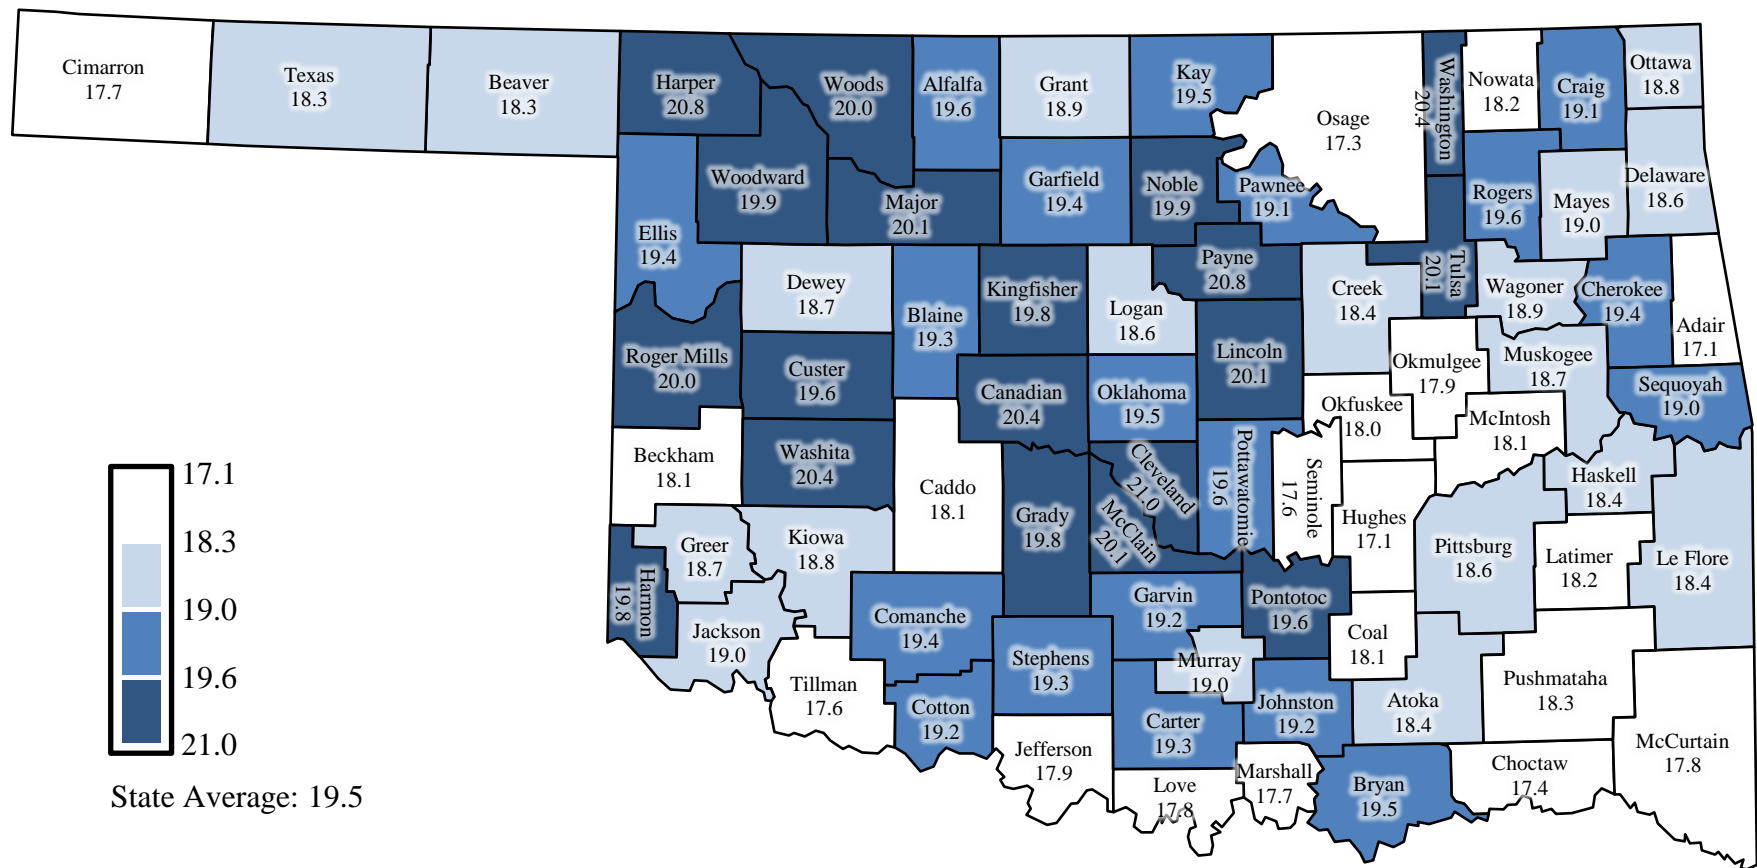 Cimarron
17.7
Texas
18.3
Beaver
18.3
Harper
20.8
Woods
20.0
Alfalfa
19.6
Grant
18.9
Kay
19.5
Osage
17.3
Washington
20.4
Nowata
18.2
Craig
19.1
Ottawa
18.8
Woodward
19.9
Major
20.1
Garfield
19.4
Noble
19.9
Pawnee
19.1
Rogers
19.6
Mayes
19.0
Delaware
18.6
Ellis
19.4
Dewey
18.7
Blaine
19.3
Kingfisher
19.8
Logan
18.6
Payne
20.8
Creek
18.4
Tulsa
20.1
Wagoner
18.9
Cherokee
19.4
Adair
17.1
Roger Mills
20.0
Custer
19.6
Canadian
20.4
Oklahoma
19.5
Lincoln
20.1
Okmulgee
17.9
Muskogee
18.7
Sequoyah
19.0
Okfuskee
18.0
McIntosh
18.1
Beckham
18.1
Washita
20.4
Caddo
18.1
Grady
19.8
Cleveland
21.0
McClain
20.1
Pottawatomie
19.6
Seminole
17.6
Hughes
17.1
Haskell
18.4
Pittsburg
18.6
Latimer
18.2
Le Flore
18.4
Greer
18.7
Kiowa
18.8
Harmon
19.8
Jackson
19.0
Comanche
19.4
Garvin
19.2
Pontotoc
19.6
Coal
18.1
Tillman
17.6
Cotton
19.2
Stephens
19.3
Murray
19.0
Carter
19.3
Johnston
19.2
Atoka
18.4
Pushmataha
18.3
McCurtain
17.8
Jefferson
17.9
Love
17.8
Marshall
17.7
Bryan
19.5
Choctaw
17.4
17.1
18.3
19.0
19.6
21.0
State Average: 19.5